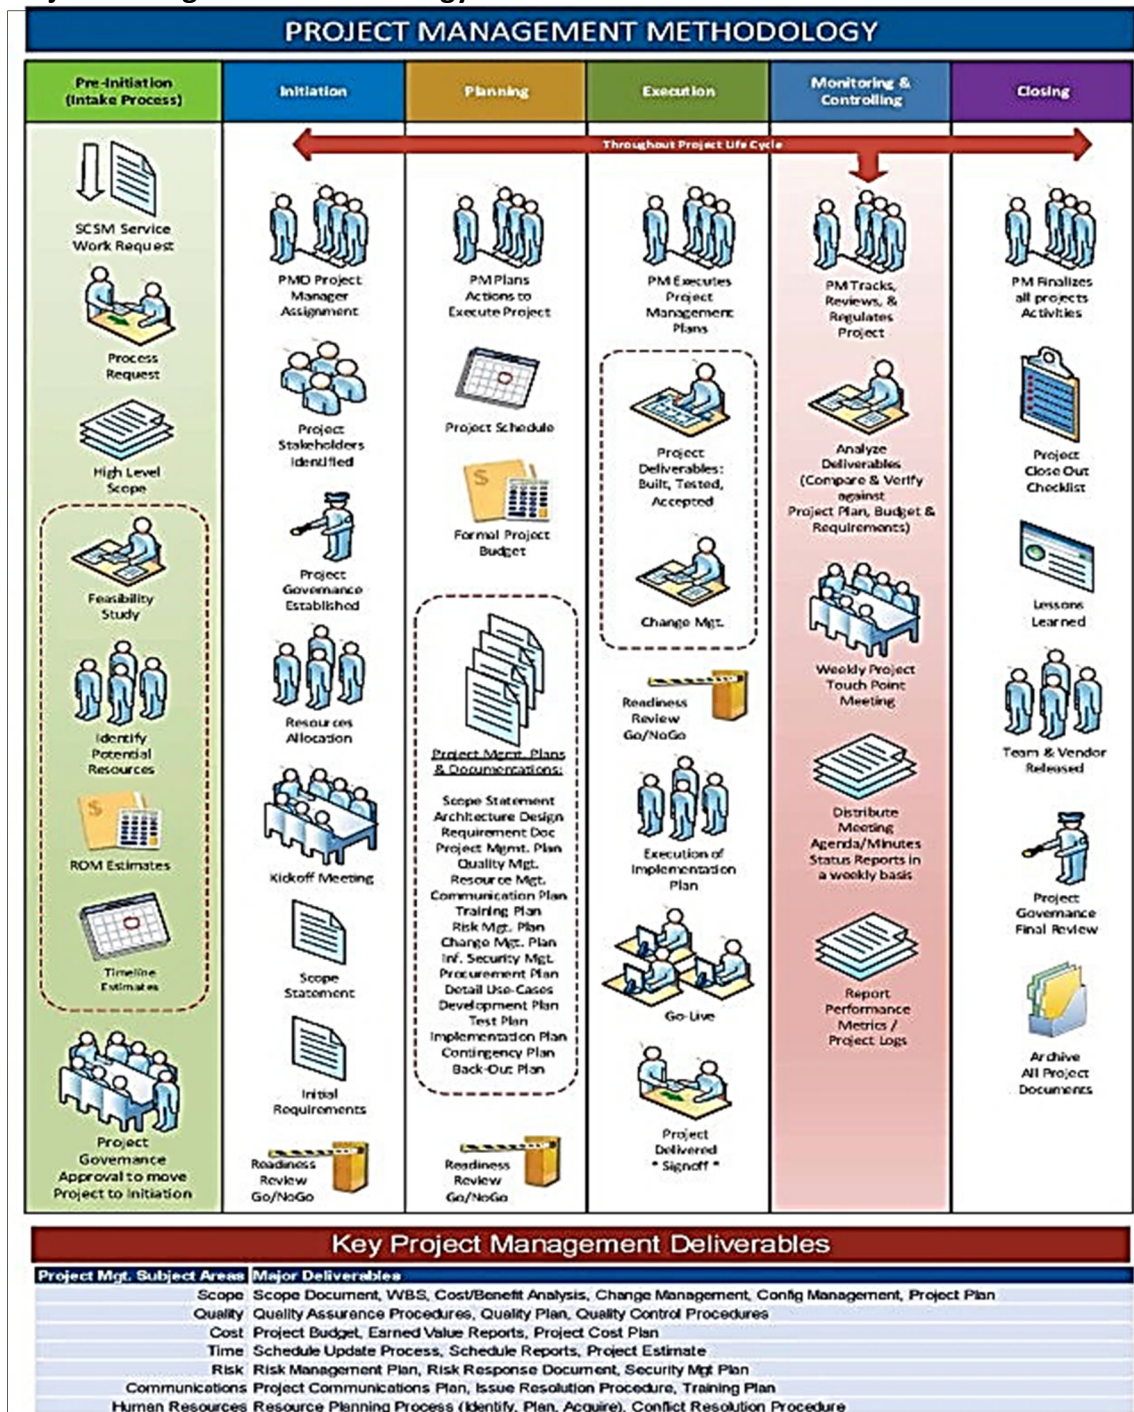 PROJECT MANAGEMENT METHODOLOGY
Pre-Initiation
(Intake Process)
Initiation
Planning
Execution
Monitoring &
Controlling
Closing
Throughout Project Life Cycle
SCSM Service
Work Request
Process
Request
High Level
Scope
Feasibility
Study
Identify
Potential
Resources
ROM Estimates
Timeline
Estimates
Project
Governance
Approval to move
Project to Initiation
PMO Project
Manager
Assignment
Project
Stakeholders
Identified
Project
Governance
Established
Resources
Allocation
Kickoff Meeting
Scope
Statement
Initial
Requirements
Readiness
Review
Go/NoGo
PM Plans
Actions to
Execute Project
Project Schedule
Formal Project
Budget
Project Mgmt. Plans
& Documentations:
Scope Statement
Architecture Design
Requirement Doc
Project Mgmt. Plan
Quality Mgt.
Resource Mgt.
Communication Plan
Training Plan
Risk Mgt. Plan
Change Mgt. Plan
Inf. Security Mgt.
Procurement Plan
Detail Use-Cases
Development Plan
Test Plan
Implementation Plan
Contingency Plan
Back-Out Plan
Readiness
Review
Go/NoGo
PM Executes
Project
Management
Plans
Project
Deliverables:
Built, Tested,
Accepted
Change Mgt.
Readiness
Review
Go/NoGo
Execution of
Implementation
Plan
Go-Live
Project
Delivered
* Signoff *
PM Tracks,
Reviews, &
Regulates
Project
Analyze
Deliverables
(Compare & Verify
against
Project Plan, Budget &
Requirements)
Weekly Project
Touch Point
Meeting
Distribute
Meeting
Agenda/Minutes
Status Reports in
a weekly basis
Report
Performance
Metrics /
Project Logs
PM Finalizes
all projects
Activities
Project
Close Out
Checklist
Lessons
Learned
Team & Vendor
Released
Project
Governance
Final Review
Archive
All Project
Documents
Key Project Management Deliverables
Project Mgt. Subject Areas Major Deliverables
Scope Scope Document, WBS, Cost/Benefit Analysis, Change Management, Config Management, Project Plan
Quality Quality Assurance Procedures, Quality Plan, Quality Control Procedures
Cost Project Budget, Earned Value Reports, Project Cost Plan
Time Schedule Update Process, Schedule Reports, Project Estimate
Risk Risk Management Plan, Risk Response Document, Security Mgt Plan
Communications Project Communications Plan, Issue Resolution Procedure, Training Plan
Human Resources Resource Planning Process (Identify, Plan, Acquire), Conflict Resolution Procedure